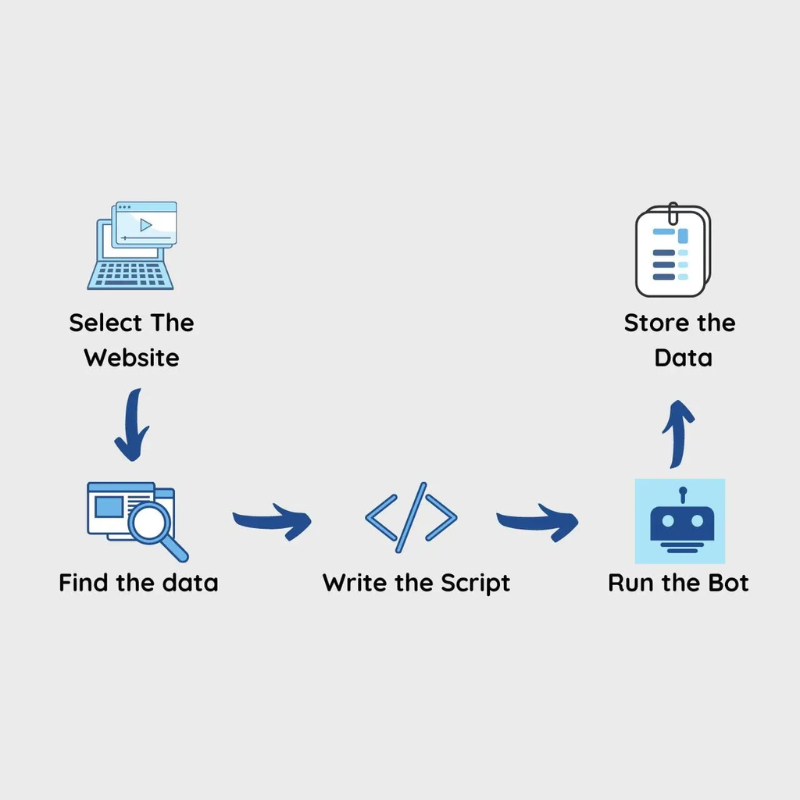 Select The
Website
Find the data
Write the Script
Run the Bot
Store the
Data